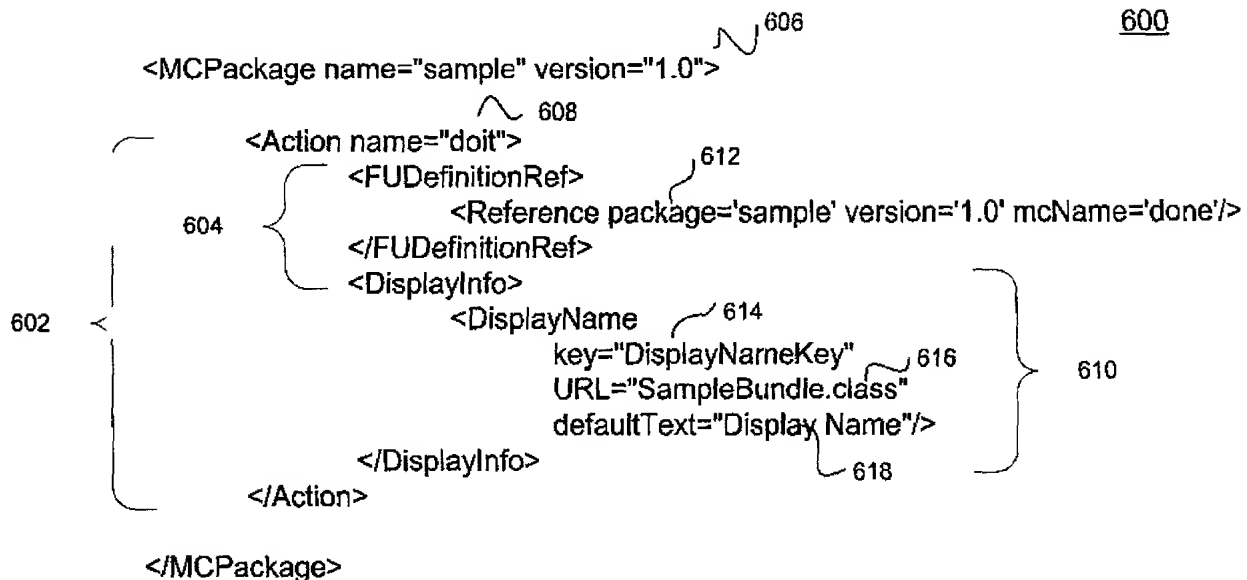 600
606
<MCPackage name="sample" version="1.0">
608
<Action name="doit">
<FUDefinitionRef>
612
<Reference package='sample' version='1.0' mcName='done'/>
604
</FUDefinitionRef>
<DisplayInfo>
602
<DisplayName
614
key="DisplayNameKey"
616
URL="SampleBundle.class"
610
defaultText="Display Name"/>
</DisplayInfo>
618
</Action>
</MCPackage>